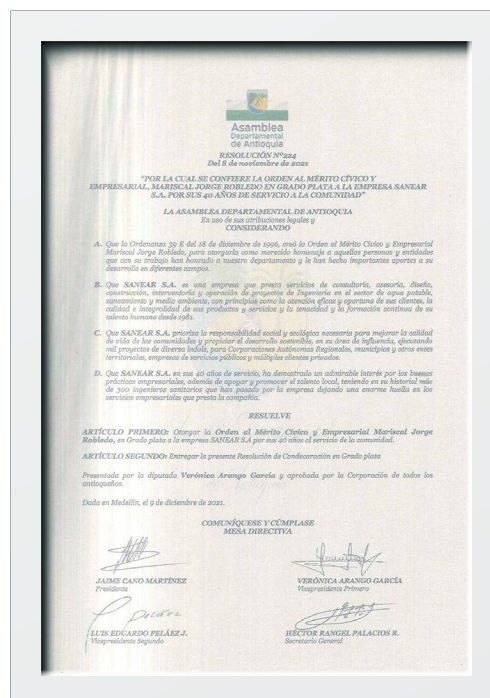 Asamblea
Departamental
de Antioquia
RESOLUCIÓN Nº224
Del 8 de noviembre de 2021
"POR LA CUAL SE CONFIERE LA ORDEN AL MÉRITO CÍVICO Y
EMPRESARIAL, MARISCAL JORGE ROBLEDO EN GRADO PLATA A LA EMPRESA SANEAR
S.A. POR SUS 40 AÑOS DE SERVICIO A LA COMUNIDAD"
LA ASAMBLEA DEPARTAMENTAL DE ANTIOQUIA
En uso de sus atribuciones legales y
CONSIDERANDO
A. Que la Ordenanza 39 E del 18 de diciembre de 1996, creó la Orden al Mérito Cívico y Empresarial
Mariscal Jorge Robledo, para otorgarla como merecido homenaje a aquellas personas y entidades
que con su trabajo han honrado a nuestro departamento y le han hecho importantes aportes a su
desarrollo en diferentes campos.
B. Que SANEAR S.A. es una empresa que presta servicios de consultoría, asesoría, diseño,
construcción, interventoría y operación de proyectos de Ingeniería en el sector de agua potable,
saneamiento y medio ambiente, con principios como la atención eficaz y oportuna de sus clientes, la
calidad e integralidad de sus productos y servicios y la tenacidad y la formación continua de su
talento humano desde 1981.
C. Que SANEAR S.A. prioriza la responsabilidad social y ecológica necesaria para mejorar la calidad
de vida de las comunidades y propiciar el desarrollo sostenible, en su área de influencia, ejecutando
mil proyectos de diversa índole, para Corporaciones Autónomas Regionales, municipios y otros entes
territoriales, empresas de servicios públicos y múltiples clientes privados.
D. Que SANEAR S.A. en sus 40 años de servicio, ha demostrado un admirable interés por las buenas
prácticas empresariales, además de apoyar y promover el talento local, teniendo en su historial más
de 300 ingenieros sanitarios que han pasado por la empresa dejando una enorme huella en los
servicios empresariales que presta la compañía.
RESUELVE
ARTÍCULO PRIMERO: Otorgar la Orden al Mérito Cívico y Empresarial Mariscal Jorge
Robledo, en Grado plata a la empresa SANEAR S.A por sus 40 años al servicio de la comunidad.
ARTÍCULO SEGUNDO: Entregar la presente Resolución de Condecoración en Grado plata
Presentada por la diputada Verónica Arango García y aprobada por la Corporación de todos los
antioqueños.
Dada en Medellín, el 9 de diciembre de 2021.
COMUNÍQUESE Y CÚMPLASE
MESA DIRECTIVA
JAIME CANO MARTÍNEZ
Presidente
VERÓNICA ARANGO GARCÍA
Vicepresidente Primero
LUIS EDUARDO PELÁEZ J.
Vicepresidente Segundo
HÉCTOR RANGEL PALACIOS R.
Secretario General